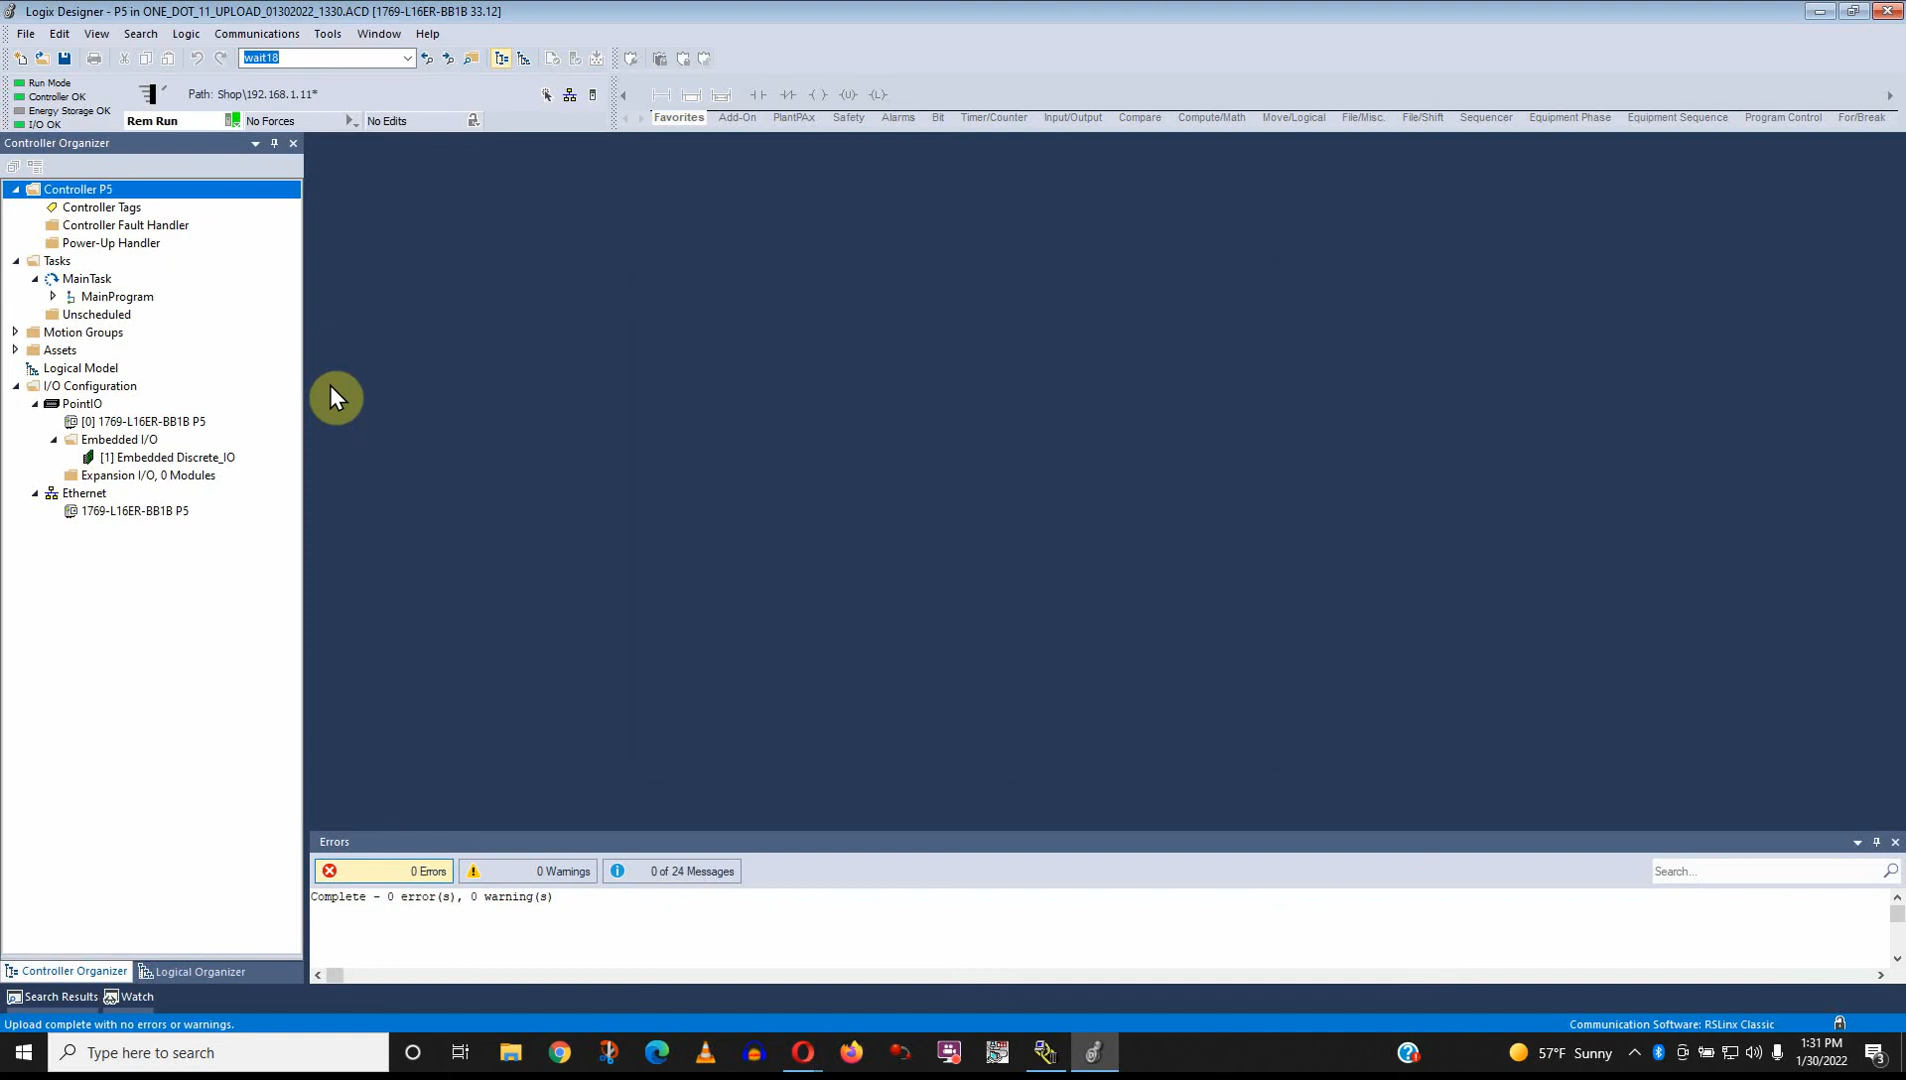 Logix Designer - P5 in ONE_DOT_11_UPLOAD_01302022_1330.ACD [1769-L16ER-BB1B 33.12]
File Edit View Search Logic Communications Tools Window Help
wait18
Run Mode
Controller OK
Energy Storage OK
I/O OK
Path: Shop\192.168.1.11*
Rem Run No Forces No Edits
Favorites Add-On PlantPAx Safety Alarms Bit Timer/Counter Input/Output Compare Compute/Math Move/Logical File/Misc. File/Shift Sequencer Equipment Phase Equipment Sequence Program Control For/Break
Controller Organizer
Controller P5
Controller Tags
Controller Fault Handler
Power-Up Handler
Tasks
MainTask
MainProgram
Unscheduled
Motion Groups
Assets
Logical Model
I/O Configuration
PointIO
[0] 1769-L16ER-BB1B P5
Embedded I/O
[1] Embedded Discrete_IO
Expansion I/O, 0 Modules
Ethernet
1769-L16ER-BB1B P5
Errors
0 Errors 0 Warnings 0 of 24 Messages Search...
Complete - 0 error(s), 0 warning(s)
Controller Organizer Logical Organizer
Search Results Watch
Upload complete with no errors or warnings. Communication Software: RSLinx Classic
Type here to search 57°F Sunny 1:31 PM
1/30/2022 3